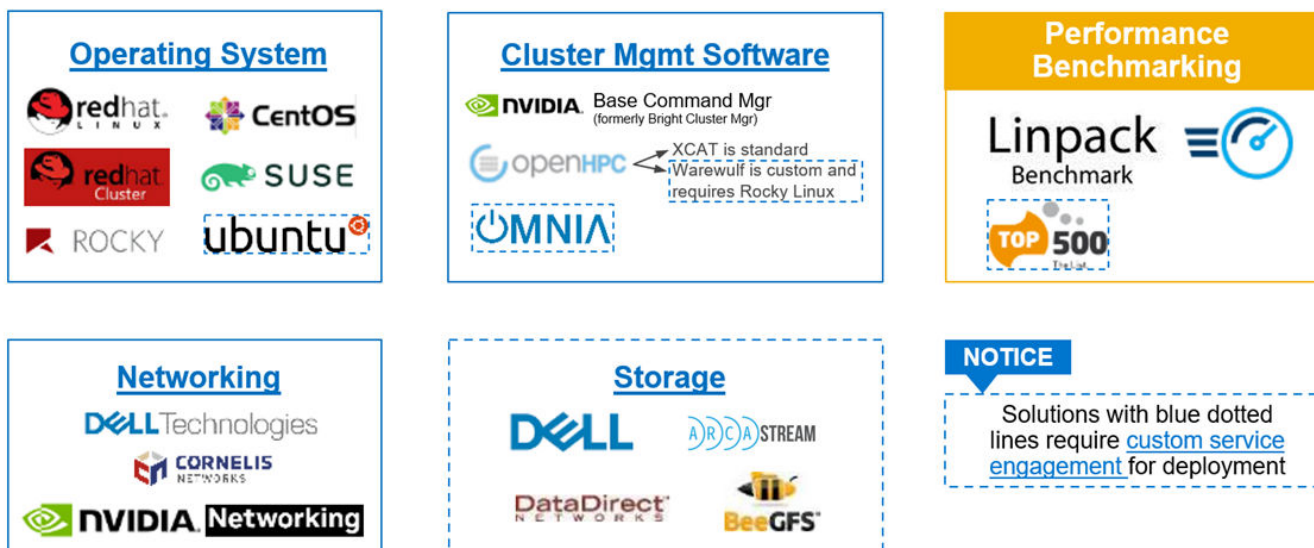 Operating System
redhat.
LINUX
CentOS
redhat.
Cluster
SUSE
ROCKY
ubuntu
Cluster Mgmt Software
NVIDIA. Base Command Mgr
(formerly Bright Cluster Mgr)
openHPC
XCAT is standard
Warewulf is custom and
requires Rocky Linux
OMNIA
Performance
Benchmarking
Linpack
Benchmark
TOP 500
The List.
Networking
DELLTechnologies
CORNELIS
NETWORKS
NVIDIA. Networking
Storage
DELL
ARCASTREAM
DataDirect
NETWORKS
BeeGFS
NOTICE
Solutions with blue dotted
lines require custom service
engagement for deployment